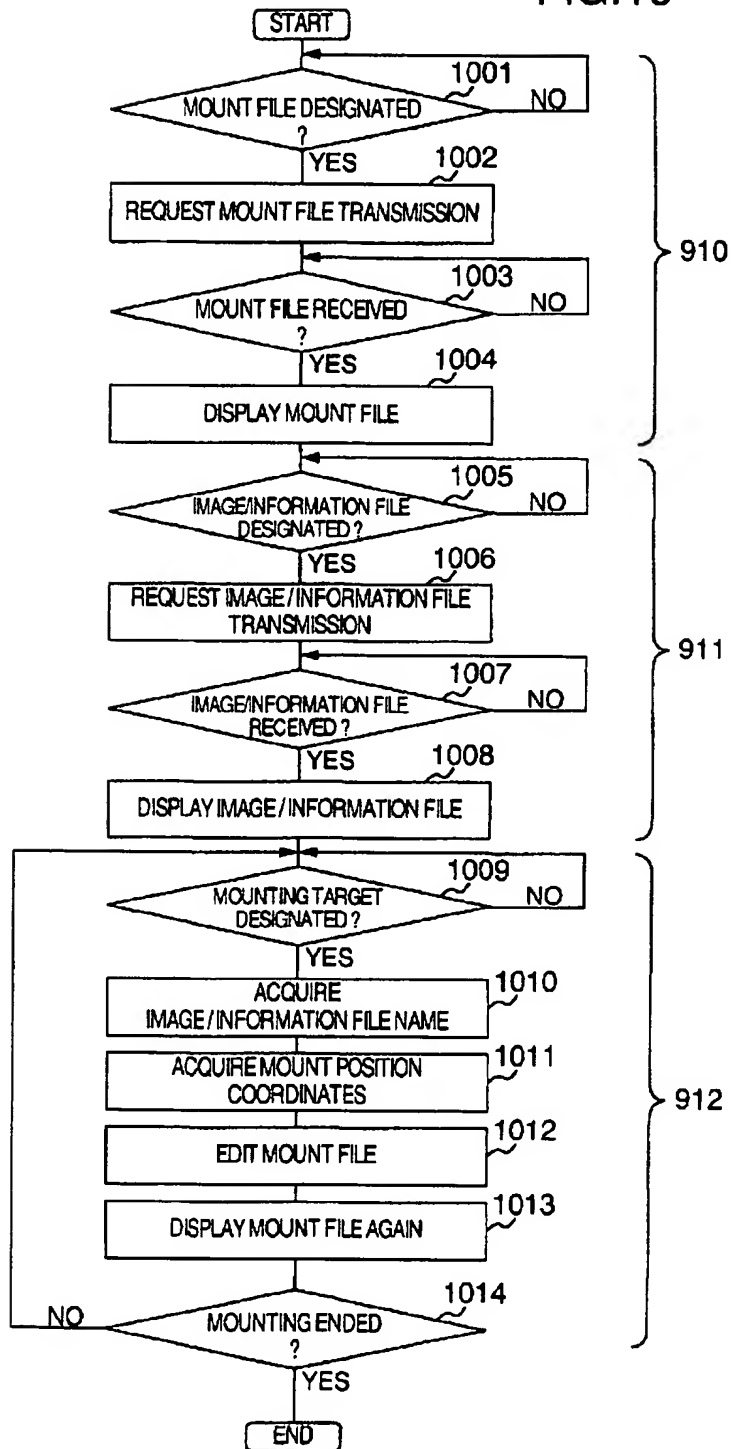 START
1001
MOUNT FILE DESIGNATED
?
NO
YES
1002
REQUEST MOUNT FILE TRANSMISSION
910
1003
MOUNT FILE RECEIVED
?
NO
YES
1004
DISPLAY MOUNT FILE
1005
IMAGE/INFORMATION FILE
DESIGNATED ?
NO
YES
1006
REQUEST IMAGE / INFORMATION FILE
TRANSMISSION
911
1007
IMAGE/INFORMATION FILE
RECEIVED ?
NO
YES
1008
DISPLAY IMAGE / INFORMATION FILE
1009
MOUNTING TARGET
DESIGNATED ?
NO
YES
ACQUIRE
IMAGE / INFORMATION FILE NAME
1010
ACQUIRE MOUNT POSITION
COORDINATES
1011
912
EDIT MOUNT FILE
1012
DISPLAY MOUNT FILE AGAIN
1013
1014
MOUNTING ENDED
?
NO
YES
END